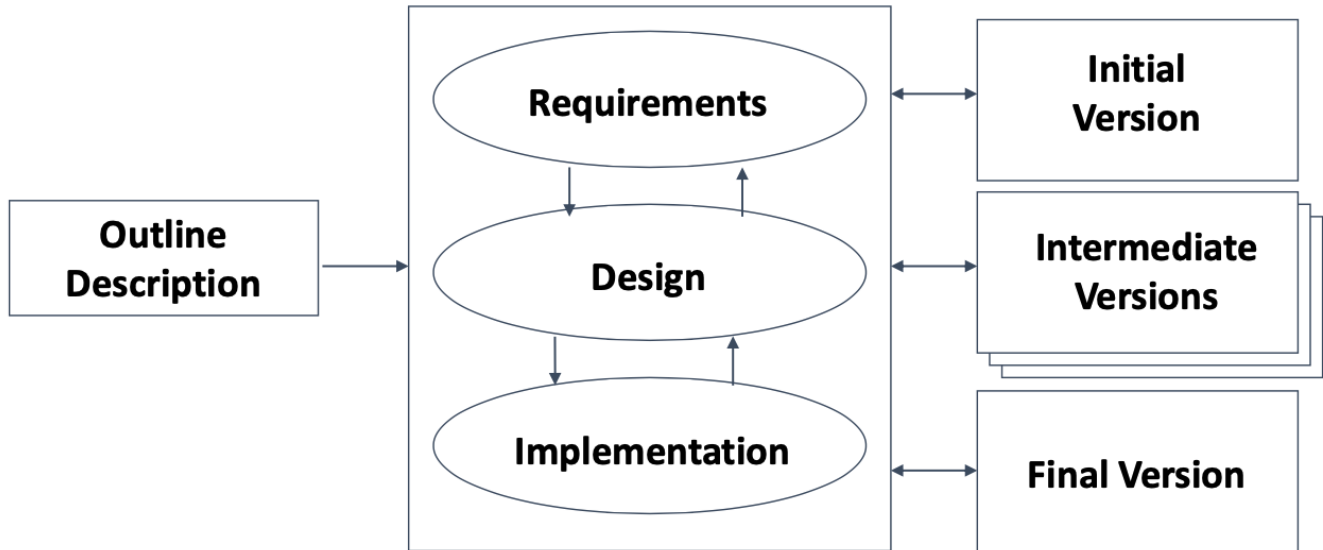 Outline
Description
Requirements
Design
Implementation
Initial
Version
Intermediate
Versions
Final Version